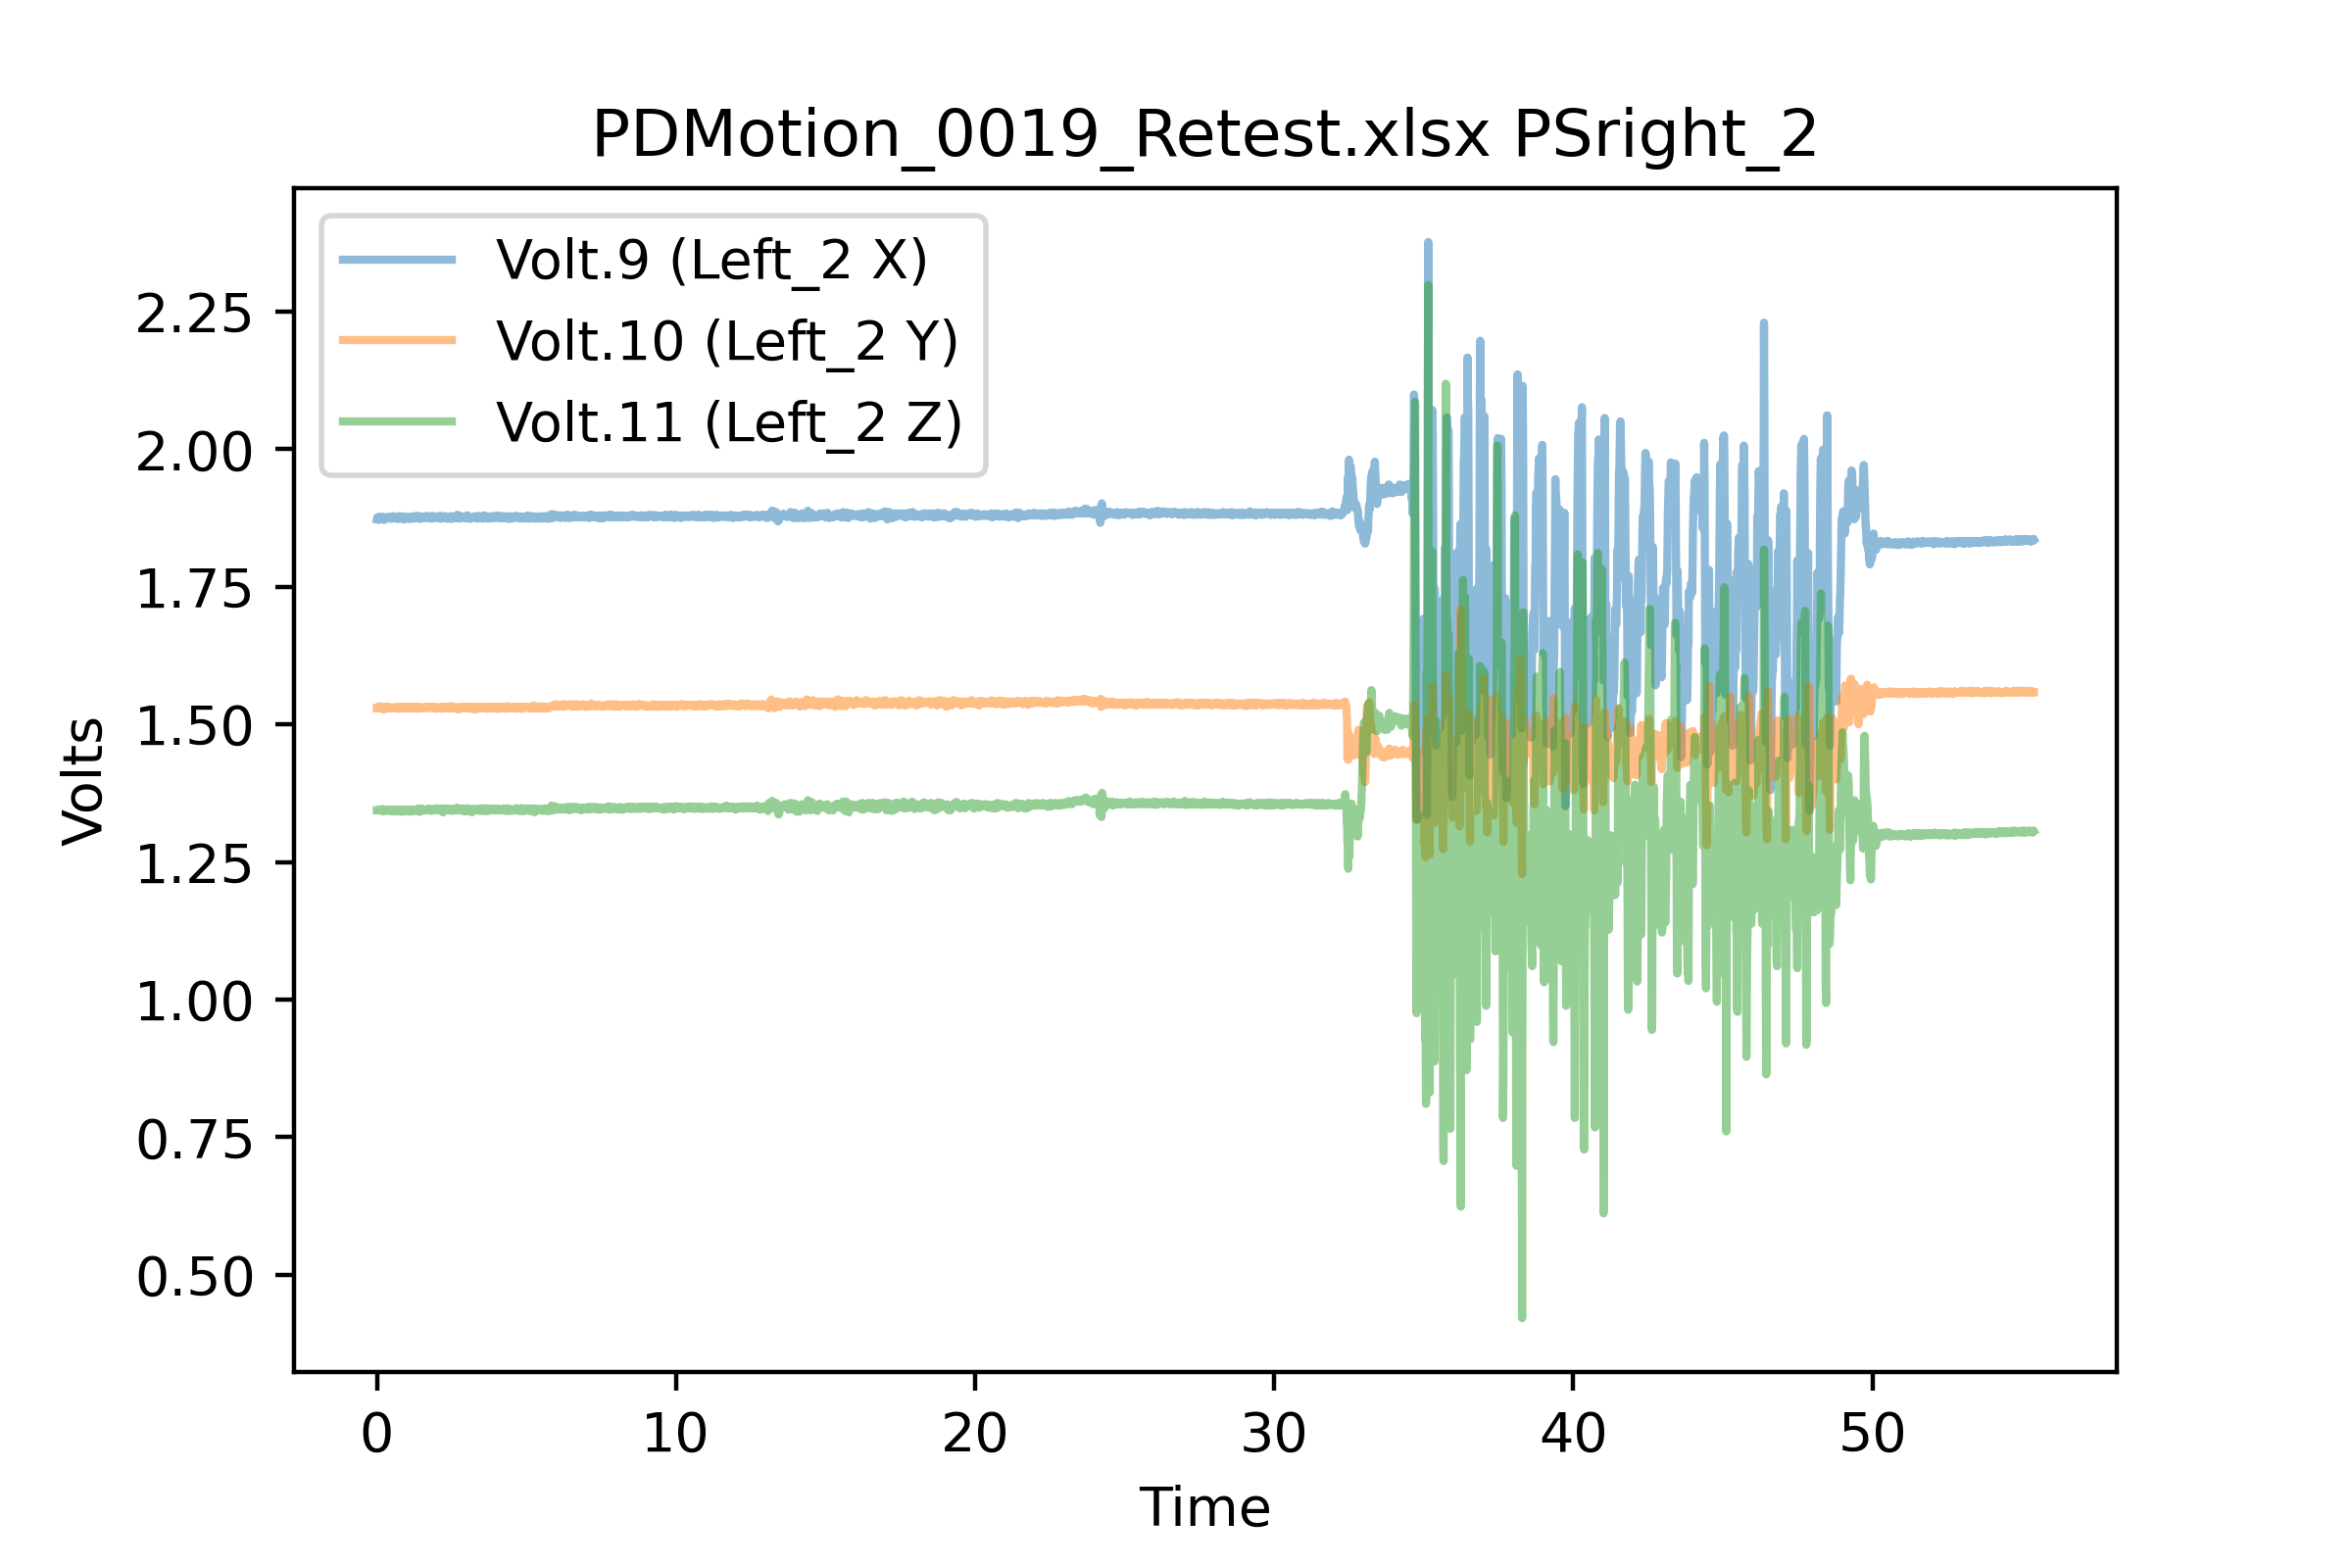 PDMotion_0019_Retest.xlsx PSright_2
Volt.9 (Left_2 X)
Volt.10 (Left_2 Y)
Volt.11 (Left_2 Z)
2.25
2.00
1.75
1.50
1.25
1.00
0.75
0.50
Volts
0 10 20 30 40 50
Time